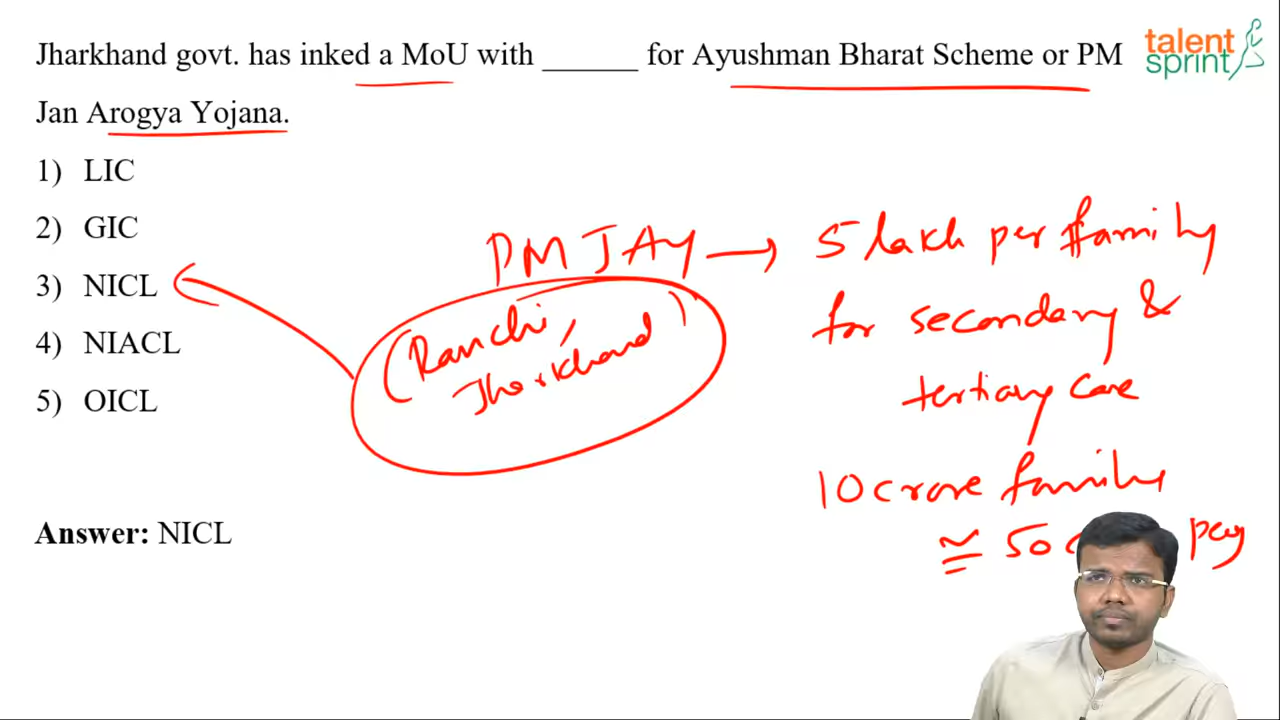 Jharkhand govt. has inked a MoU with ______ for Ayushman Bharat Scheme or PM
Jan Arogya Yojana.
talent
sprint
1) LIC
2) GIC
3) NICL
4) NIACL
5) OICL
PMJAY → 5 lakh per family
for secondary &
tertiary care
(Ranchi,
Jharkhand)
10 crore family
≅ 50
Answer: NICL